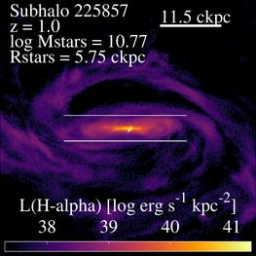 Subhalo 225857
11.5 ckpc
z = 1.0
log Mstars = 10.77
Rstars = 5.75 ckpc
L(H-alpha) [log erg s⁻¹ kpc⁻²]
38 39 40 41